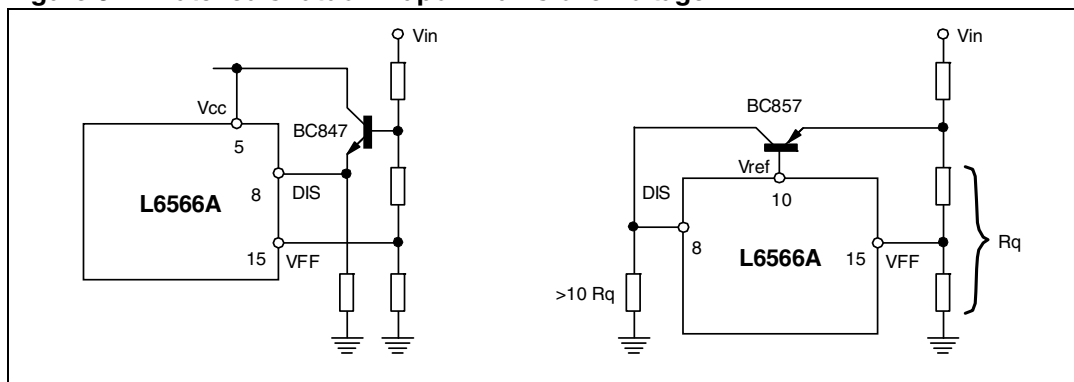 Vin
Vcc
5
BC847
8
DIS
L6566A
15
VFF
Vin
BC857
Vref
10
DIS
8
L6566A
15
VFF
Rq
>10 Rq